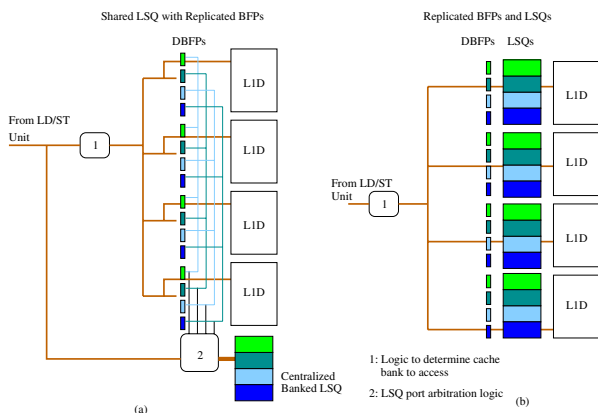 Shared LSQ with Replicated BFPs
DBFPs
L1D
From LD/ST
Unit
1
L1D
L1D
L1D
2
Centralized
Banked LSQ
(a)
Replicated BFPs and LSQs
DBFPs
LSQs
L1D
L1D
From LD/ST
Unit
1
L1D
L1D
1: Logic to determine cache
bank to access
2: LSQ port arbitration logic
(b)